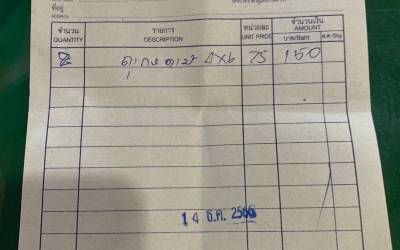 ที่อยู่
ADDRESS
จำนวน
QUANTITY
รายการ
DESCRIPTION
หน่วยละ
UNIT PRICE
จำนวนเงิน
AMOUNT
บาท/Baht
ส.ต./Stg.
4x6 75 150
14 ธ.ค. 2566